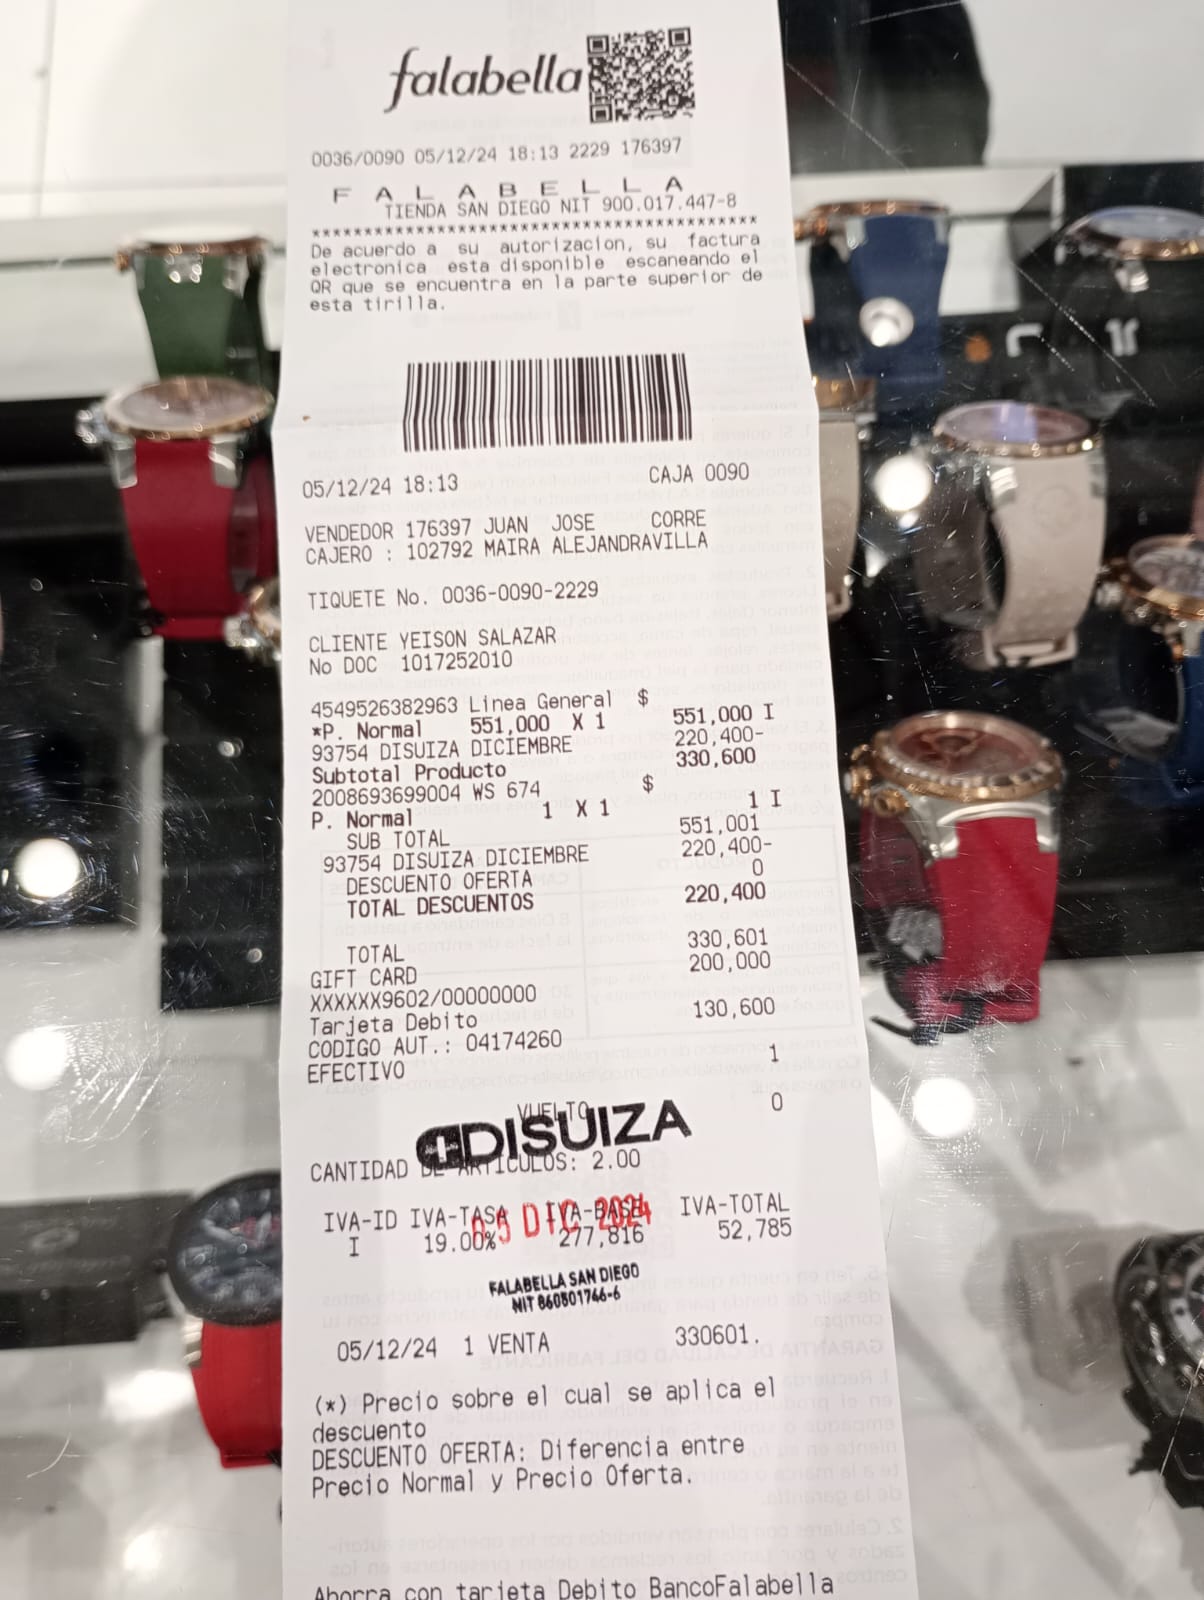 falabella
0036/0090 05/12/24 18:13 2229 176397
F A L A B E L L A
TIENDA SAN DIEGO NIT 900.017.447-8
******************************************
De acuerdo a su autorizacion, su factura
electronica esta disponible escaneando el
QR que se encuentra en la parte superior de
esta tirilla.
05/12/24 18:13 CAJA 0090
VENDEDOR 176397 JUAN JOSE CORRE
CAJERO : 102792 MAIRA ALEJANDRAVILLA
TIQUETE No. 0036-0090-2229
CLIENTE YEISON SALAZAR
No DOC 1017252010
4549526382963 Linea General $
*P. Normal 551,000 X 1 551,000 I
93754 DISUIZA DICIEMBRE 220,400-
Subtotal Producto 330,600
2008693699004 WS 674 $
P. Normal 1 X 1 1 I
SUB TOTAL 551,001
93754 DISUIZA DICIEMBRE 220,400-
DESCUENTO OFERTA 0
TOTAL DESCUENTOS 220,400
TOTAL 330,601
GIFT CARD 200,000
XXXXXX9602/00000000
Tarjeta Debito 130,600
CODIGO AUT.: 04174260
EFECTIVO 1
VUELTO 0
DISUIZA
CANTIDAD DE ARTICULOS: 2.00
IVA-ID IVA-TASA IVA-BASE IVA-TOTAL
05 DIC 2024
I 19.00% 277,816 52,785
FALABELLA SAN DIEGO
NIT 860801746-6
05/12/24 1 VENTA 330601.
(*) Precio sobre el cual se aplica el
descuento
DESCUENTO OFERTA: Diferencia entre
Precio Normal y Precio Oferta.
Ahorra con tarjeta Debito BancoFalabella